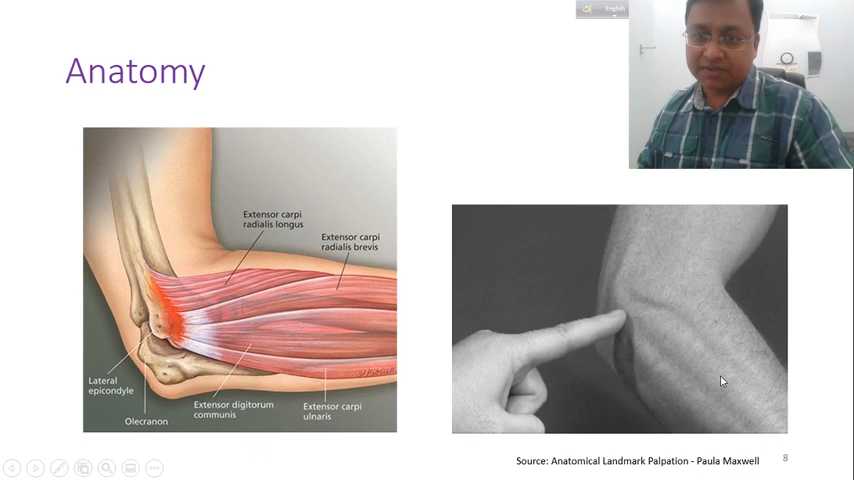 English
Anatomy
Extensor carpi
radialis longus
Extensor carpi
radialis brevis
Lateral
epicondyle
Olecranon
Extensor digitorum
communis
Extensor carpi
ulnaris
Source: Anatomical Landmark Palpation - Paula Maxwell
8